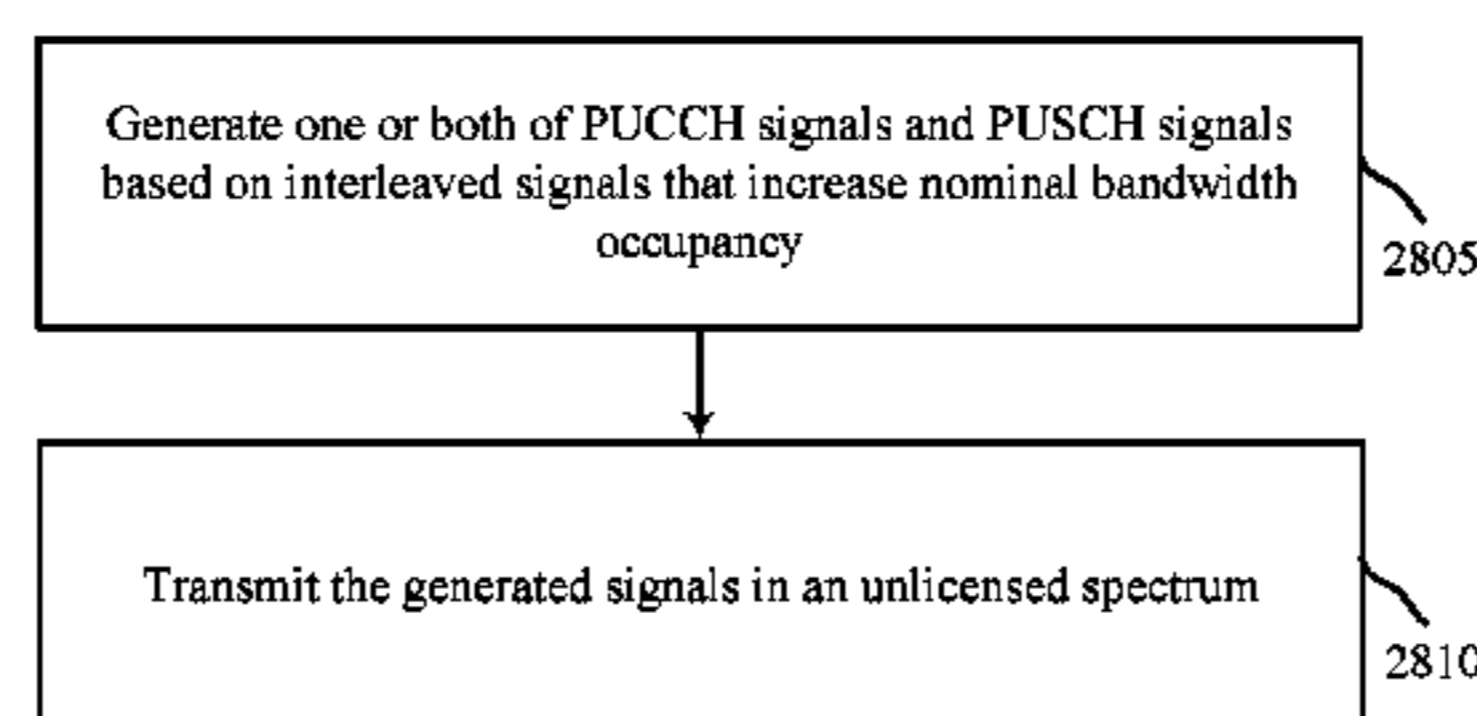 Generate one or both of PUCCH signals and PUSCH signals
based on interleaved signals that increase nominal bandwidth
occupancy
2805
Transmit the generated signals in an unlicensed spectrum
2810